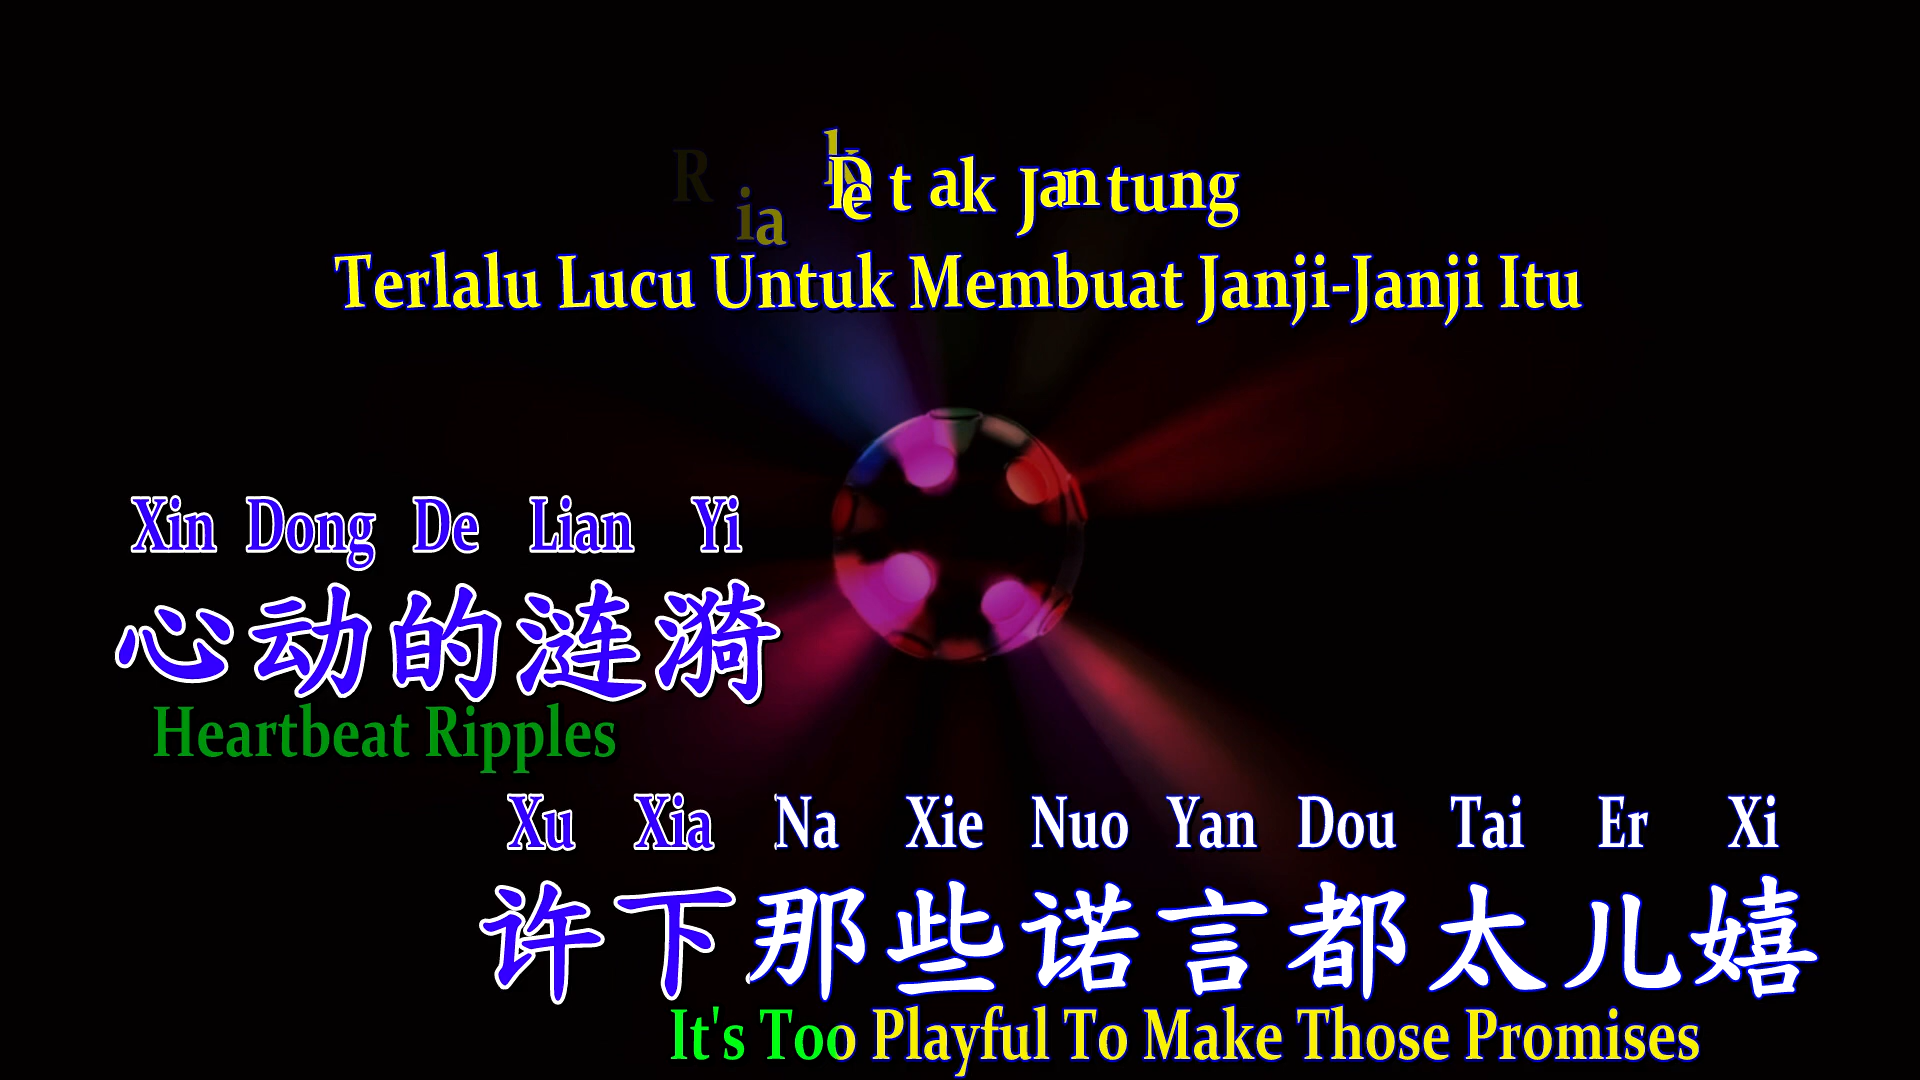 Riak Detak Jantung
Terlalu Lucu Untuk Membuat Janji-Janji Itu
Xin Dong De Lian Yi
心动的涟漪
Heartbeat Ripples
Xu Xia Na Xie Nuo Yan Dou Tai Er Xi
许下那些诺言都太儿嬉
It's Too Playful To Make Those Promises